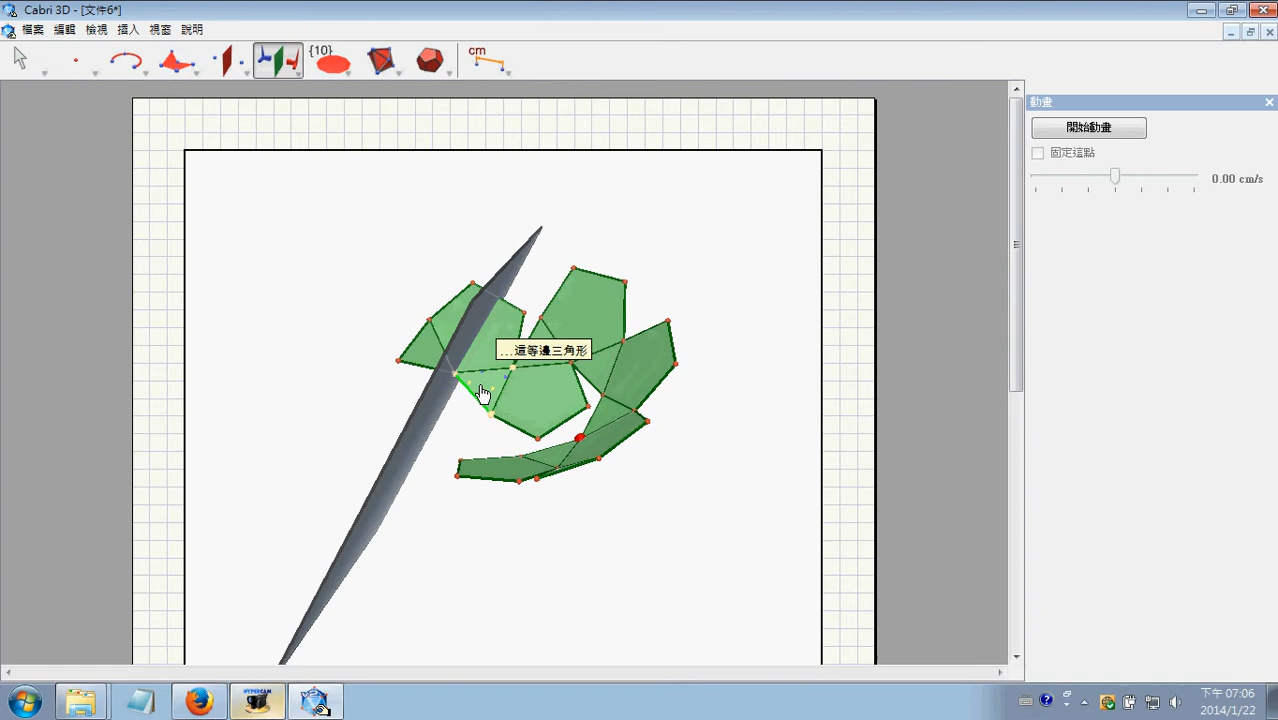 Cabri 3D - [文件6*]
檔案 編輯 檢視 插入 視窗 說明
{10}
cm
動畫
開始動畫
固定這點
0.00 cm/s
...這等邊三角形
HYPERCAM
下午 07:06
2014/1/22